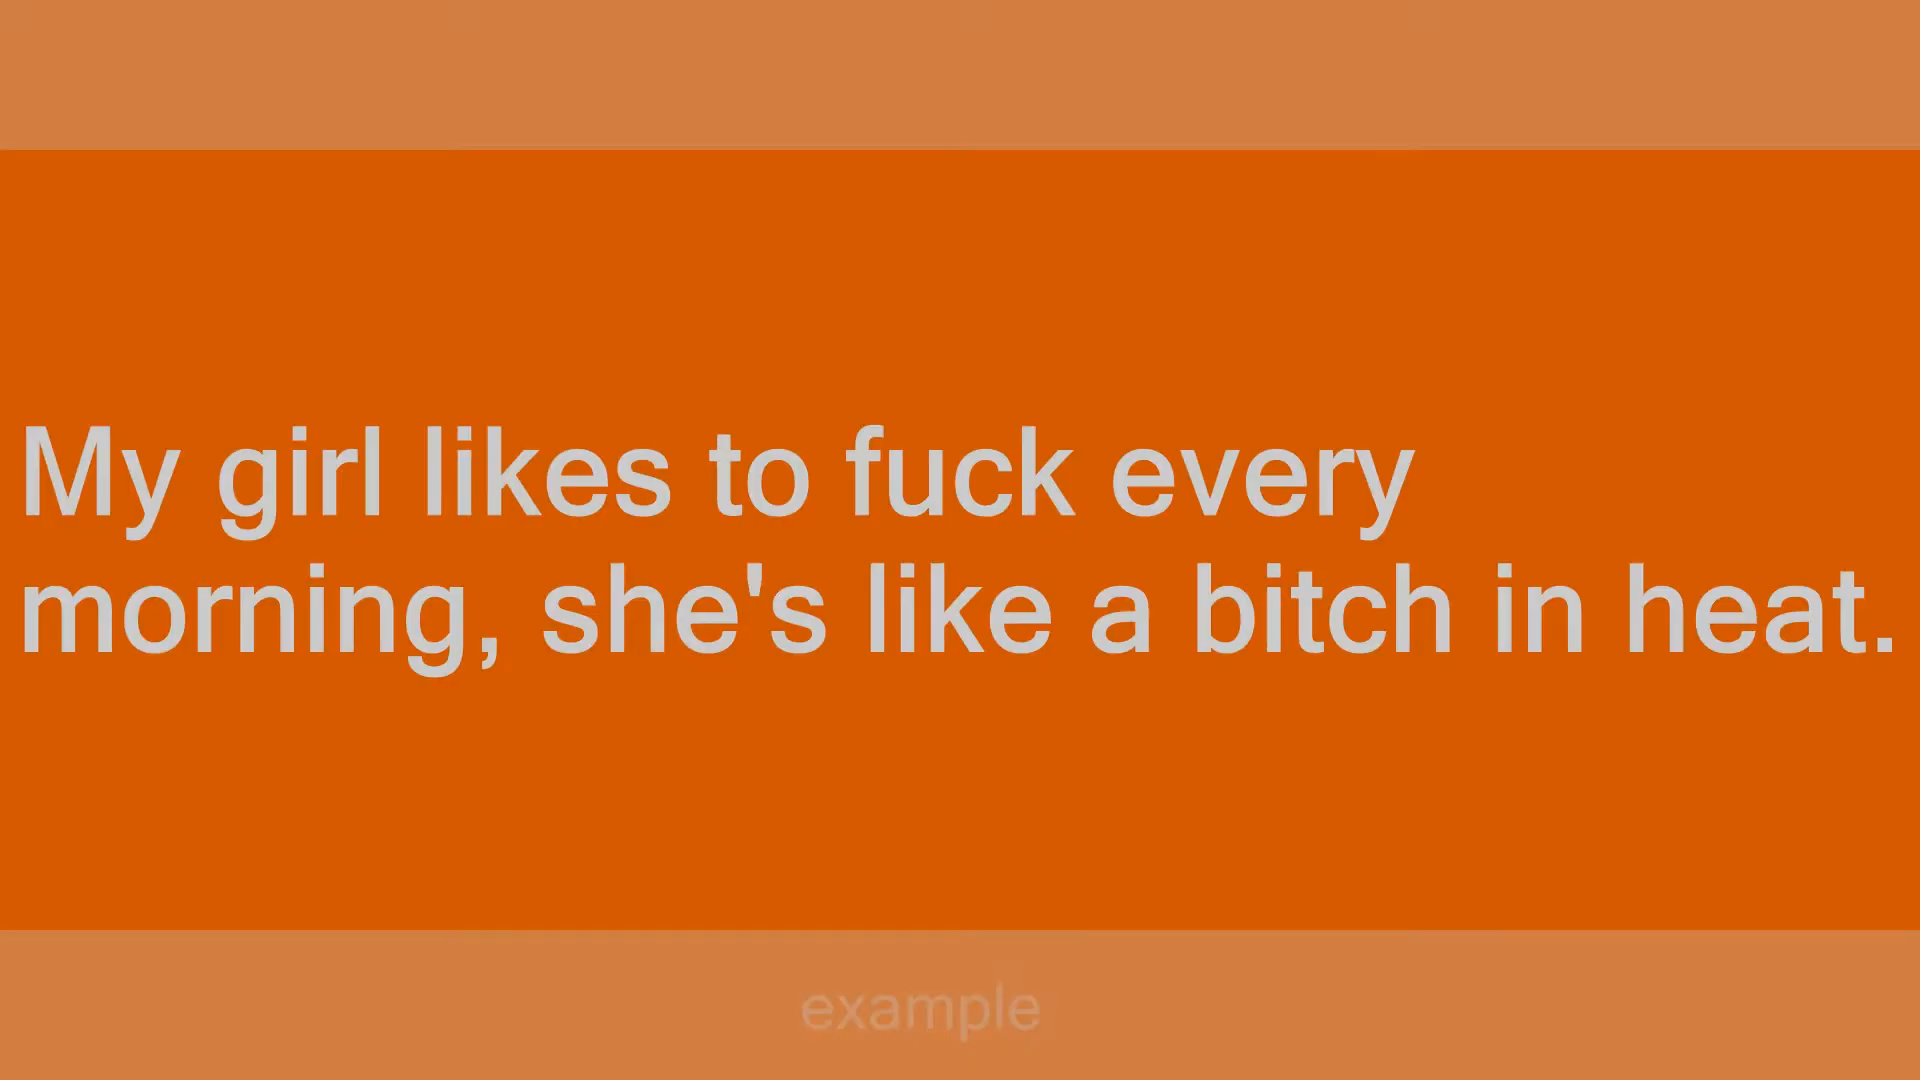 My girl likes to fuck every
morning, she's like a bitch in heat.
example